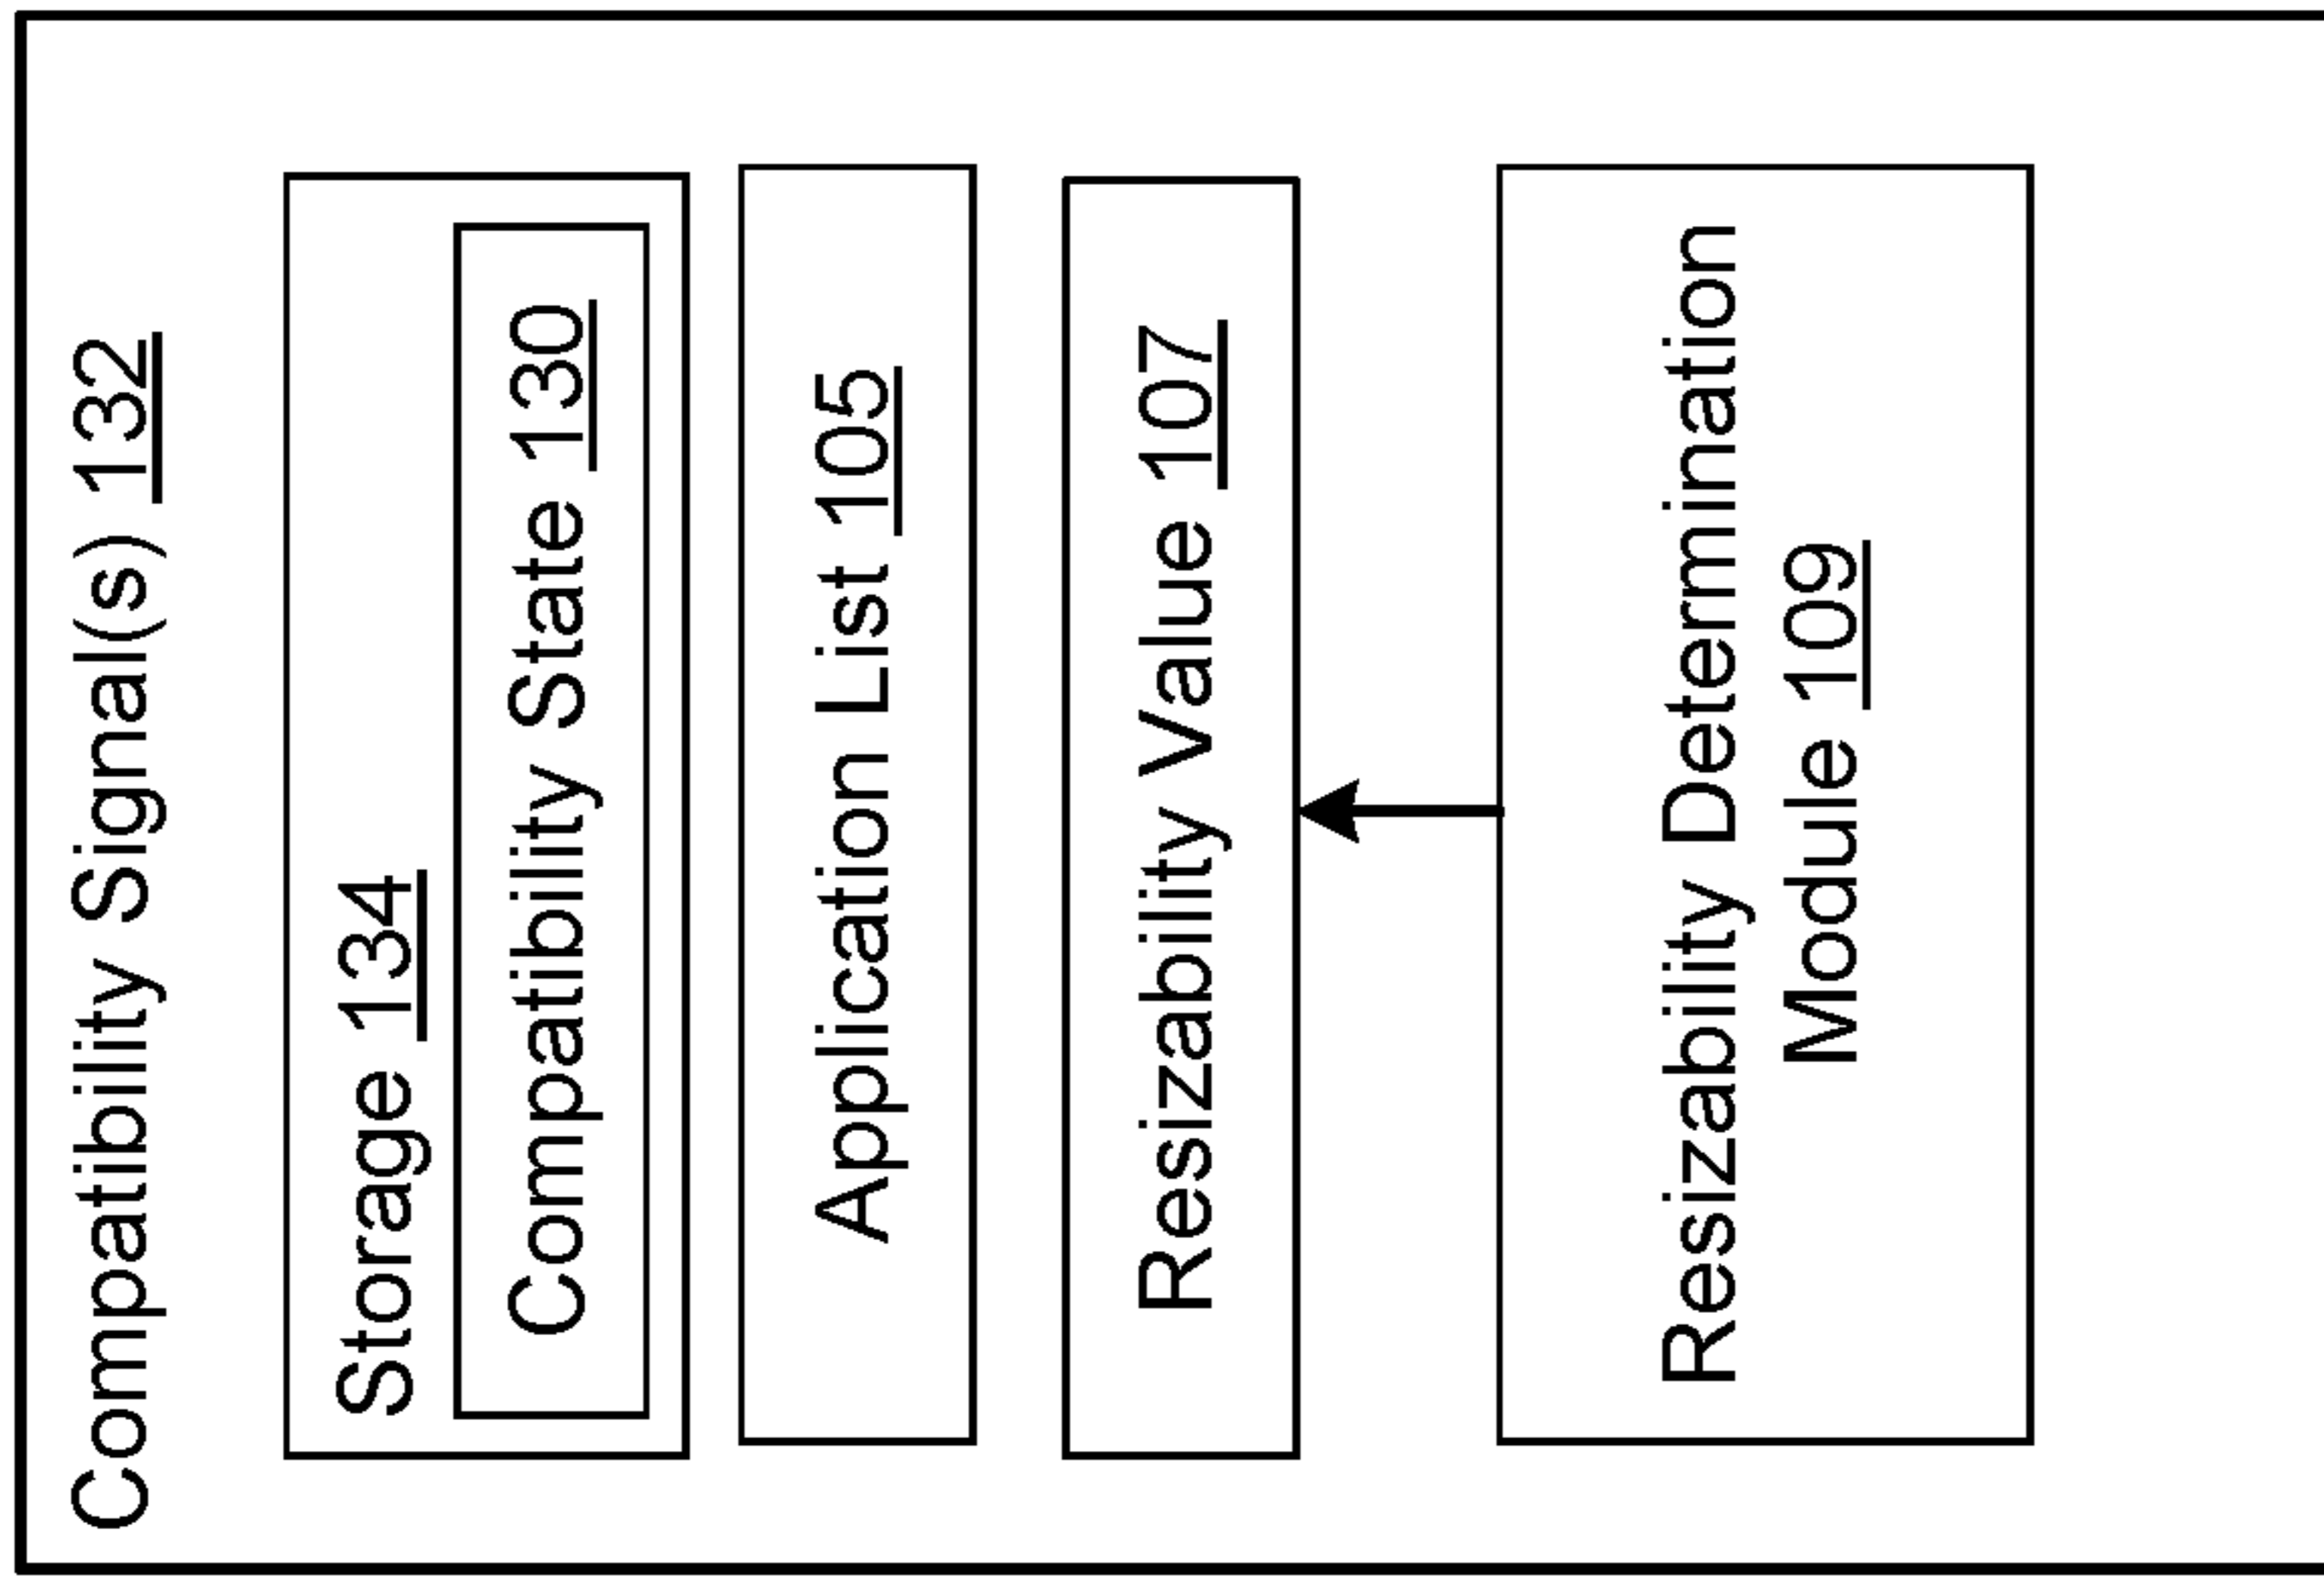 Compatibility Signal(s) 132
Storage 134
Compatibility State 130
Application List 105
Resizability Value 107
Resizability Determination
Module 109